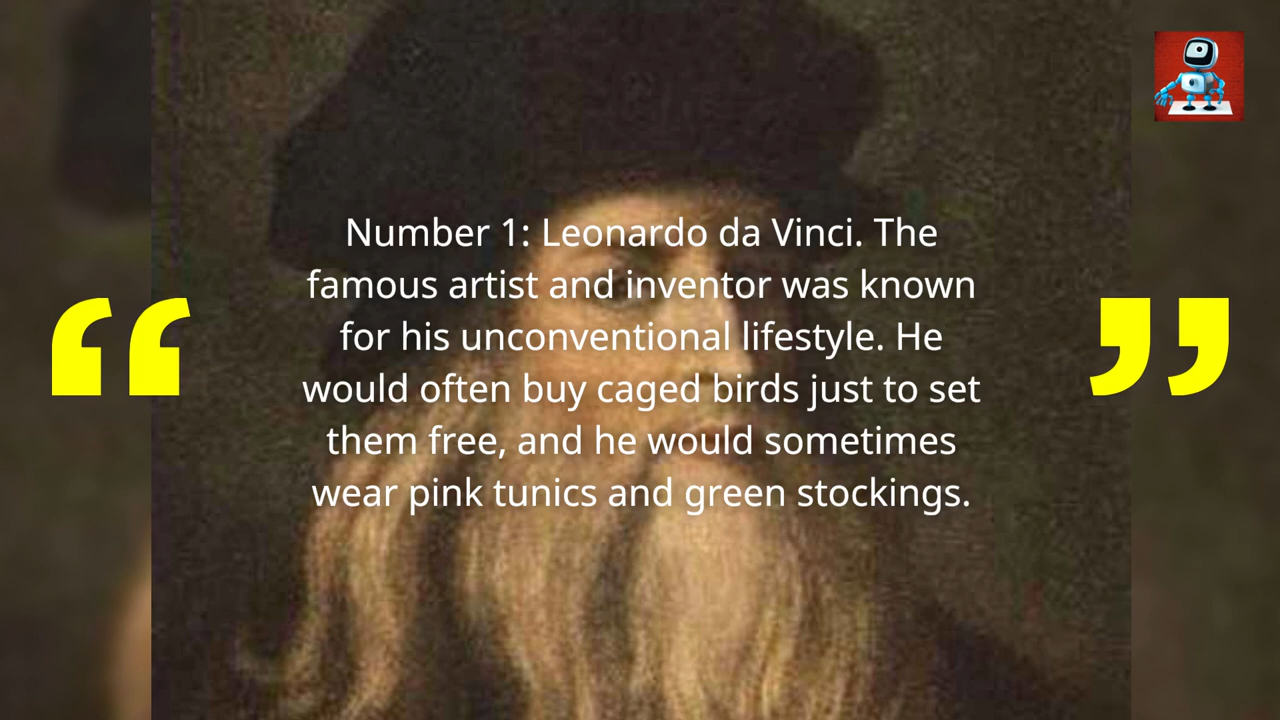 Number 1: Leonardo da Vinci. The
famous artist and inventor was known
for his unconventional lifestyle. He
would often buy caged birds just to set
them free, and he would sometimes
wear pink tunics and green stockings.